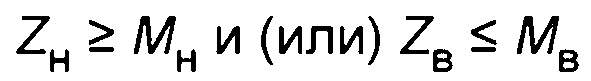 Zн ≥ Mн и (или) Zв ≤ Mв